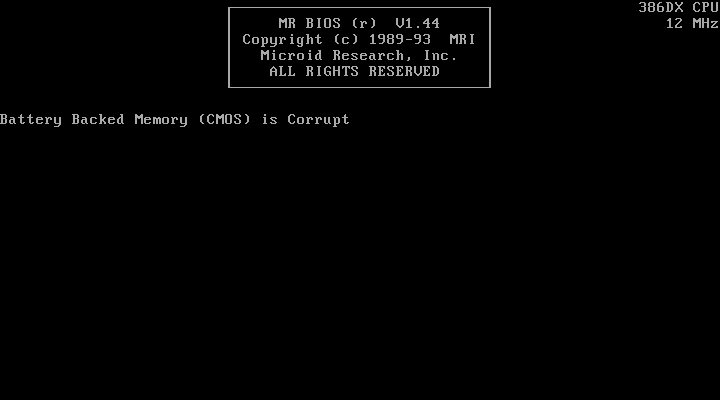 386DX CPU
12 MHz
MR BIOS (r)  V1.44
Copyright (c) 1989-93  MRI
Microid Research, Inc.
ALL RIGHTS RESERVED
Battery Backed Memory (CMOS) is Corrupt